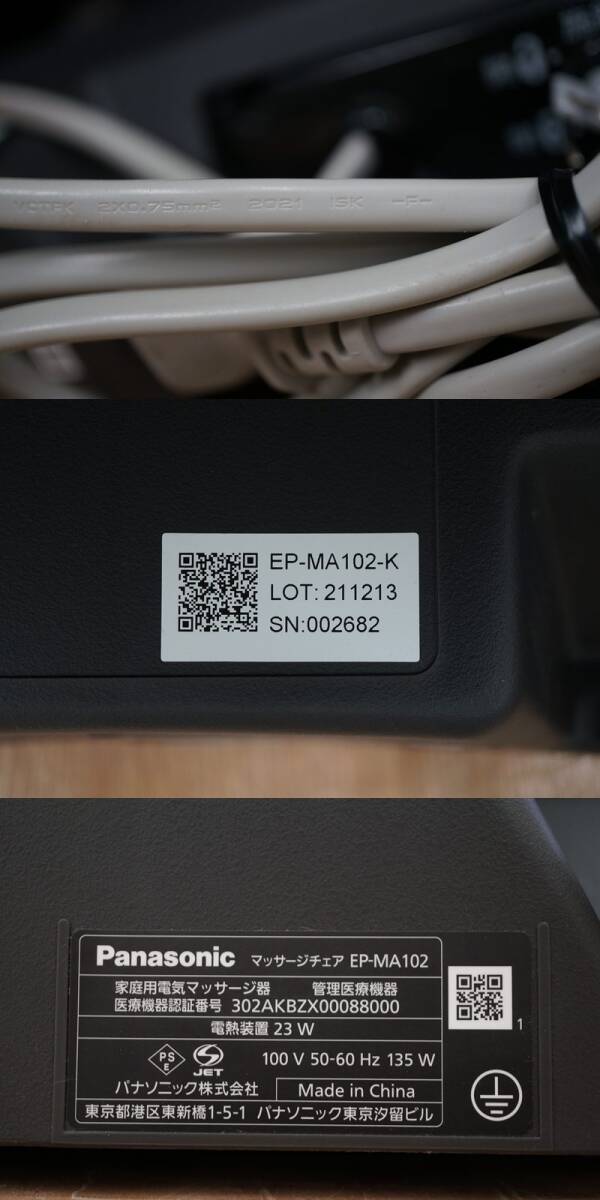 VCTFK 2X0.75mm² 2021 ISK -F-
EP-MA102-K
LOT: 211213
SN:002682
Panasonic マッサージチェア EP-MA102
家庭用電気マッサージ器 管理医療機器
医療機器認証番号 302AKBZX00088000
電熱装置 23 W
PS E JET 100 V 50-60 Hz 135 W
パナソニック株式会社 Made in China
東京都港区東新橋1-5-1 パナソニック東京汐留ビル
1